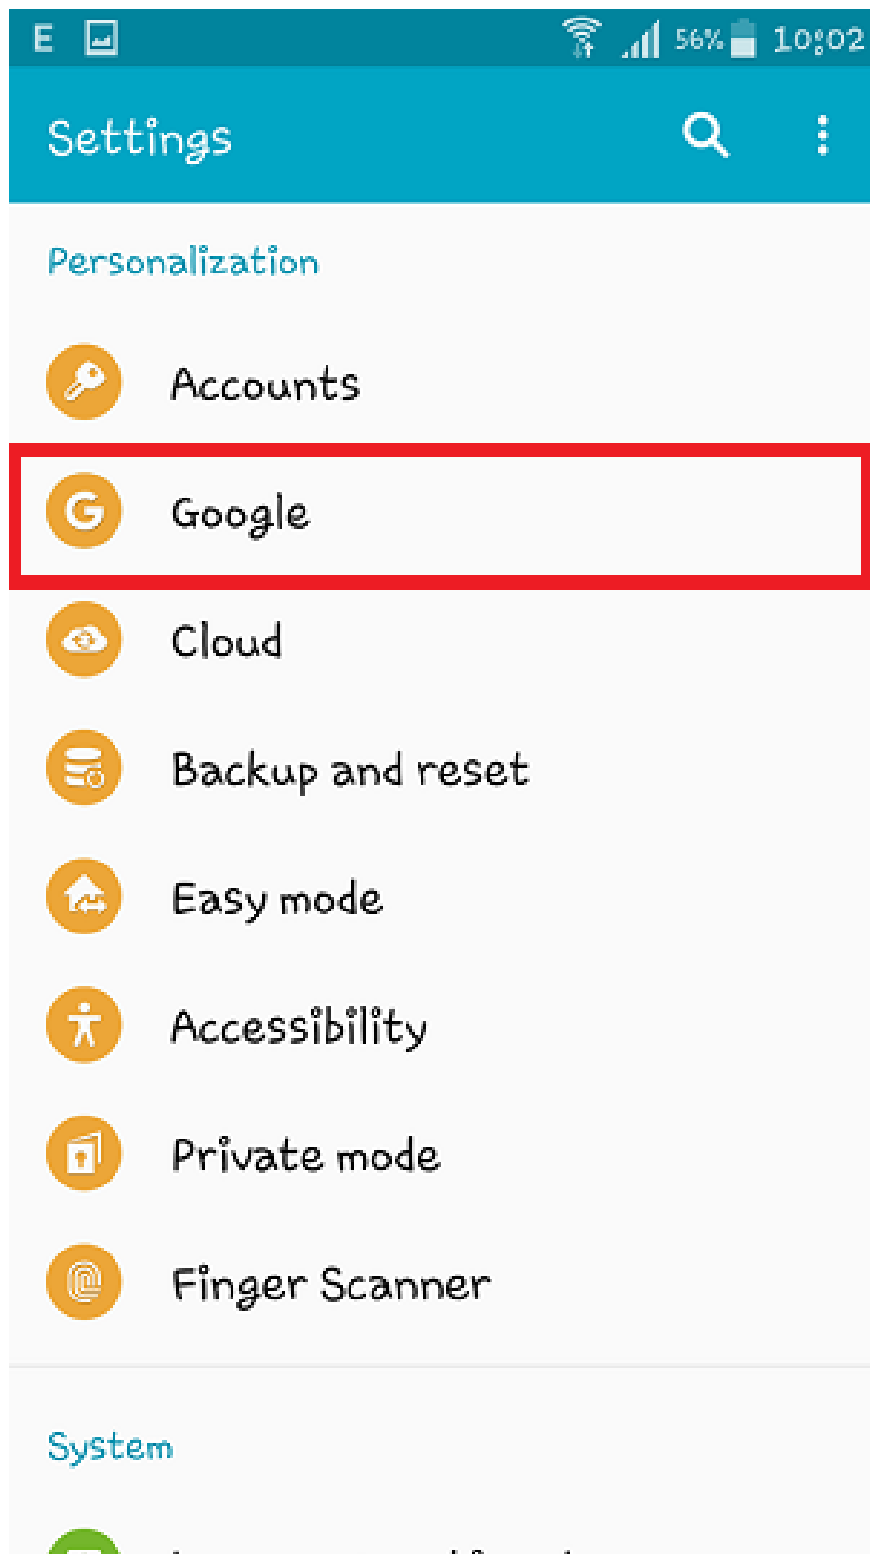 E 56% 10:02
Settings
Personalization
Accounts
G Google
Cloud
Backup and reset
Easy mode
Accessibility
Private mode
Finger Scanner
System